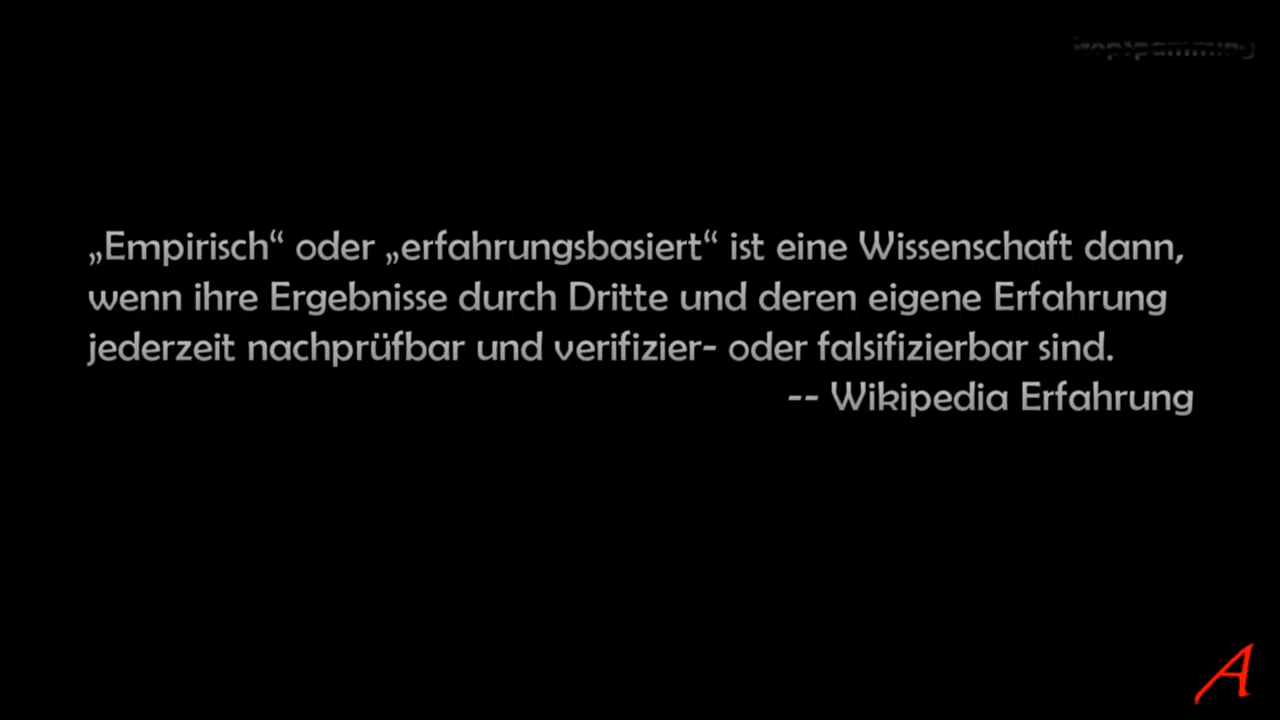 „Empirisch“ oder „erfahrungsbasiert“ ist eine Wissenschaft dann,
wenn ihre Ergebnisse durch Dritte und deren eigene Erfahrung
jederzeit nachprüfbar und verifizier- oder falsifizierbar sind.
-- Wikipedia Erfahrung
A